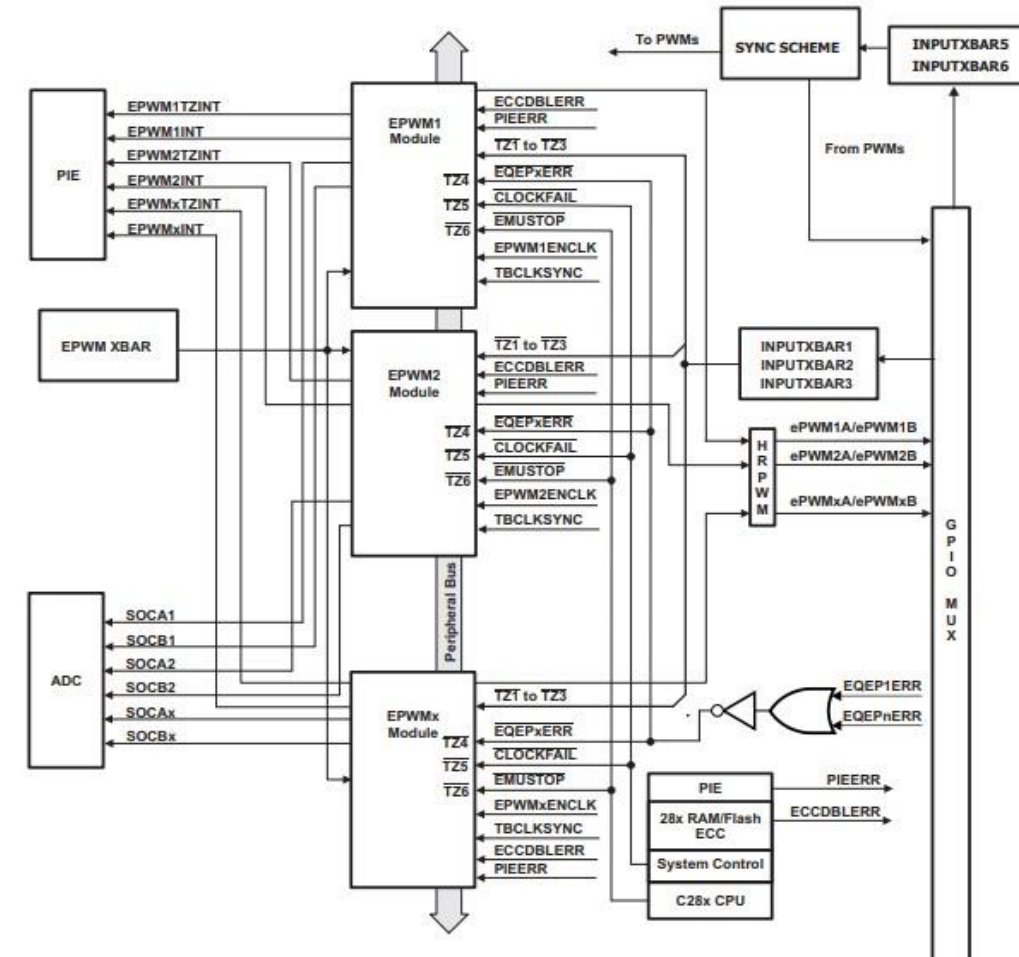 To PWMs
SYNC SCHEME
INPUTXBAR5
INPUTXBAR6
From PWMs
PIE
EPWM1TZINT
EPWM1INT
EPWM2TZINT
EPWM2INT
EPWMxTZINT
EPWMxINT
EPWM1
Module
ECCDBLERR
PIEERR
TZ1 to TZ3
TZ4
EQEPxERR
TZ5
CLOCKFAIL
TZ6
EMUSTOP
EPWM1ENCLK
TBCLKSYNC
EPWM XBAR
EPWM2
Module
TZ1 to TZ3
ECCDBLERR
PIEERR
TZ4
EQEPxERR
TZ5
CLOCKFAIL
TZ6
EMUSTOP
EPWM2ENCLK
TBCLKSYNC
INPUTXBAR1
INPUTXBAR2
INPUTXBAR3
HRPWM
ePWM1A/ePWM1B
ePWM2A/ePWM2B
ePWMxA/ePWMxB
GPIO MUX
Peripheral Bus
ADC
SOCA1
SOCB1
SOCA2
SOCB2
SOCAx
SOCBx
EPWMx
Module
TZ1 to TZ3
TZ4
EQEPxERR
TZ5
CLOCKFAIL
TZ6
EMUSTOP
EPWMxENCLK
TBCLKSYNC
ECCDBLERR
PIEERR
EQEP1ERR
EQEPnERR
PIE
PIEERR
28x RAM/Flash
ECC
ECCDBLERR
System Control
C28x CPU